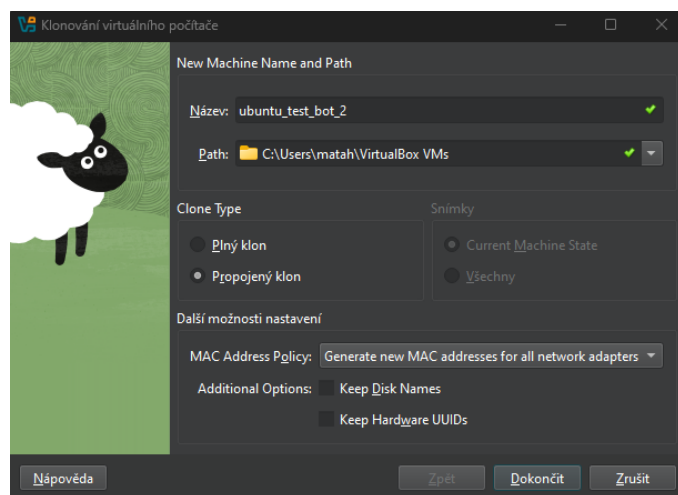 Klonování virtuálního počítače
New Machine Name and Path
Název: ubuntu_test_bot_2
Path: C:\Users\matah\VirtualBox VMs
Clone Type
Plný klon
Propojený klon
Snímky
Current Machine State
Všechny
Další možnosti nastavení
MAC Address Policy: Generate new MAC addresses for all network adapters
Additional Options: Keep Disk Names
Keep Hardware UUIDs
Nápověda Zpět Dokončit Zrušit